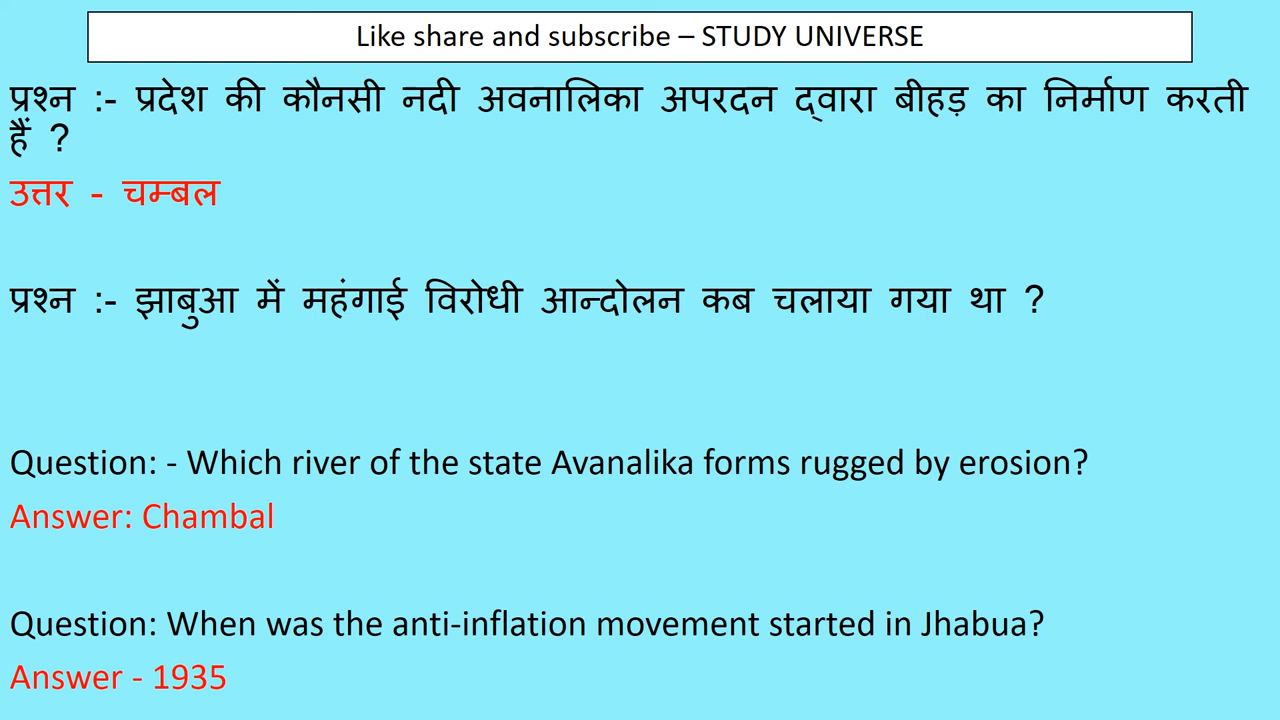 Like share and subscribe – STUDY UNIVERSE
प्रश्न :- प्रदेश की कौनसी नदी अवनालिका अपरदन द्वारा बीहड़ का निर्माण करती
हैं ?
उत्तर - चम्बल
प्रश्न :- झाबुआ में महंगाई विरोधी आन्दोलन कब चलाया गया था ?
Question: - Which river of the state Avanalika forms rugged by erosion?
Answer: Chambal
Question: When was the anti-inflation movement started in Jhabua?
Answer - 1935